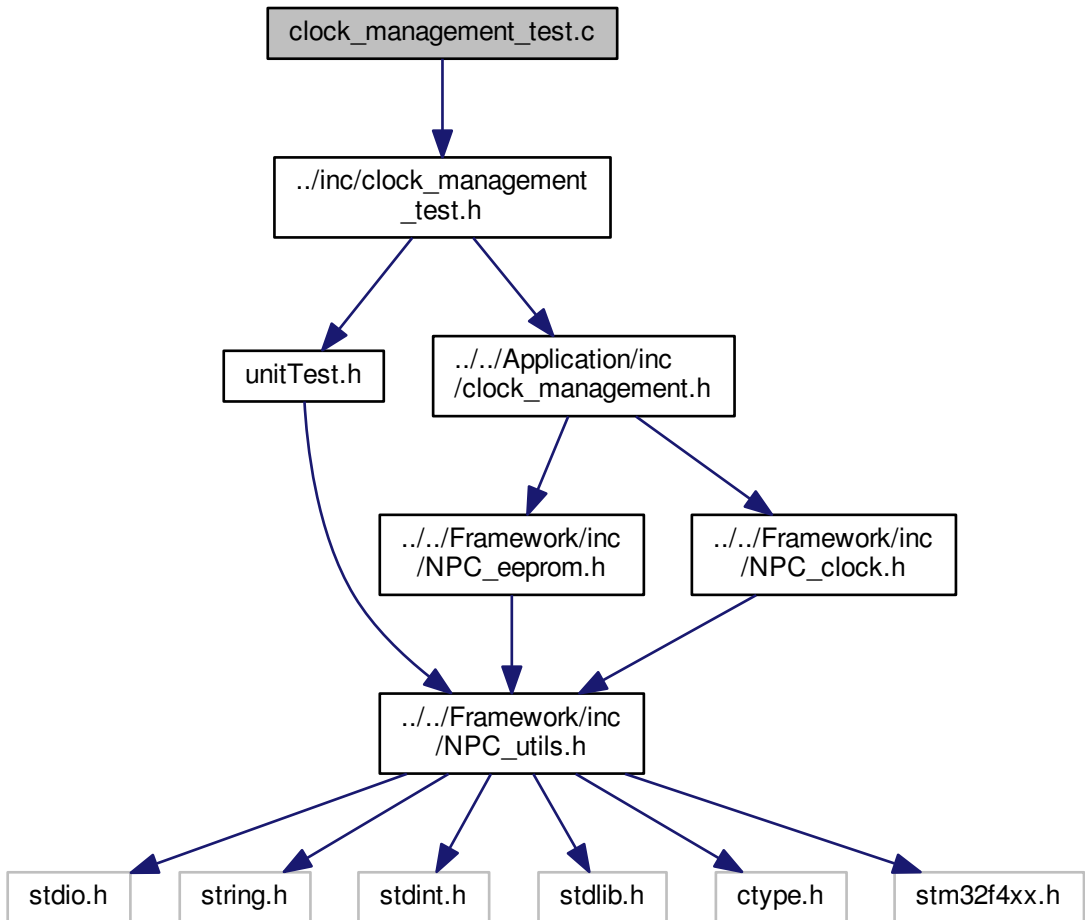 clock_management_test.c
../inc/clock_management
_test.h
unitTest.h
../../Application/inc
/clock_management.h
../../Framework/inc
/NPC_eeprom.h
../../Framework/inc
/NPC_clock.h
../../Framework/inc
/NPC_utils.h
stdio.h
string.h
stdint.h
stdlib.h
ctype.h
stm32f4xx.h